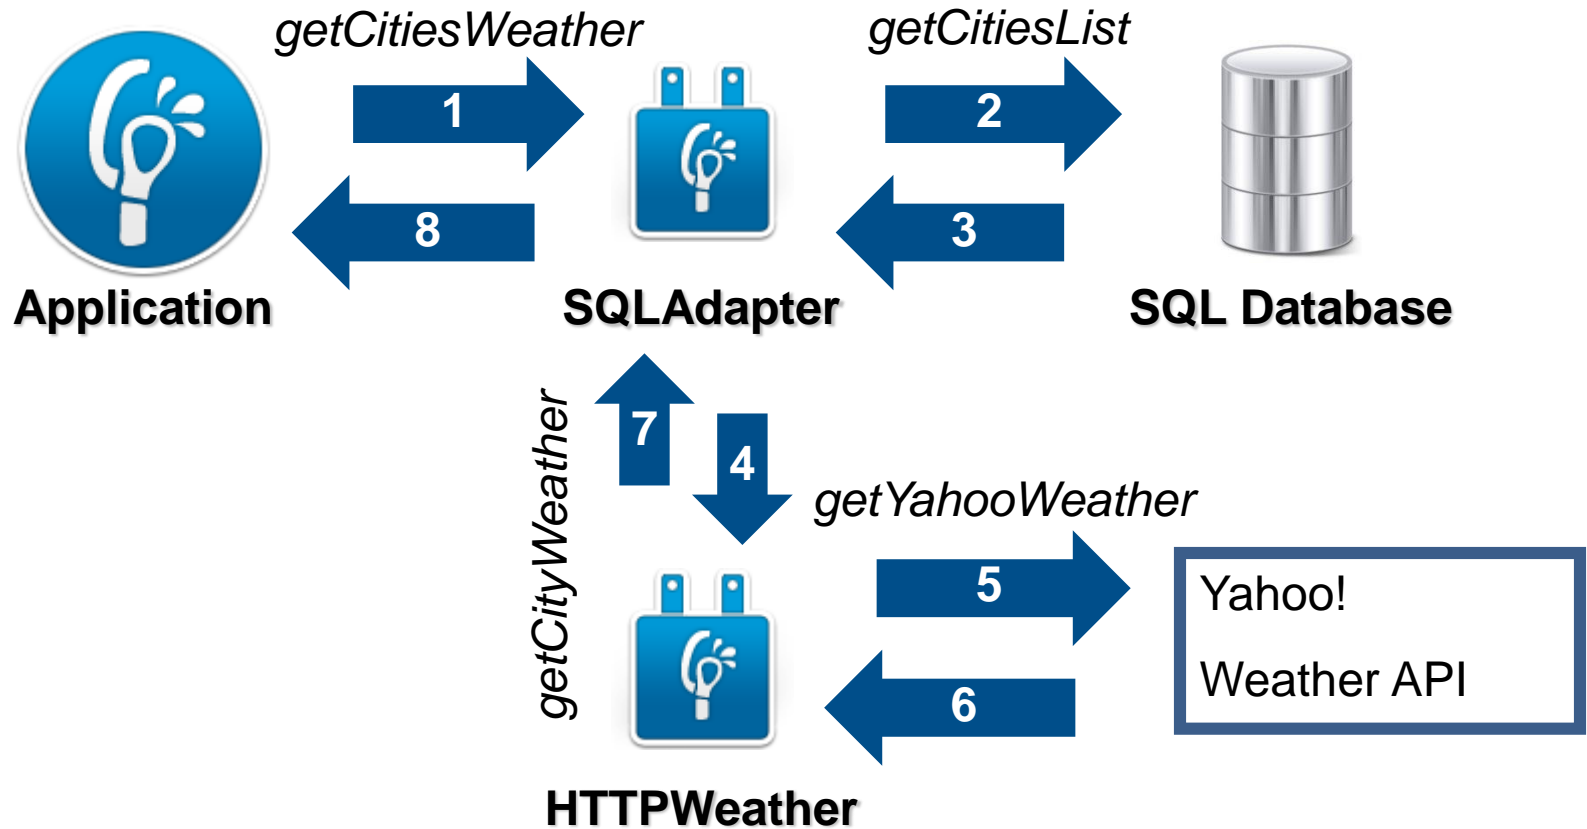 getCitiesWeather
getCitiesList
1
2
8
3
Application
SQLAdapter
SQL Database
getCityWeather
7
4
getYahooWeather
5
Yahoo!
Weather API
6
HTTPWeather